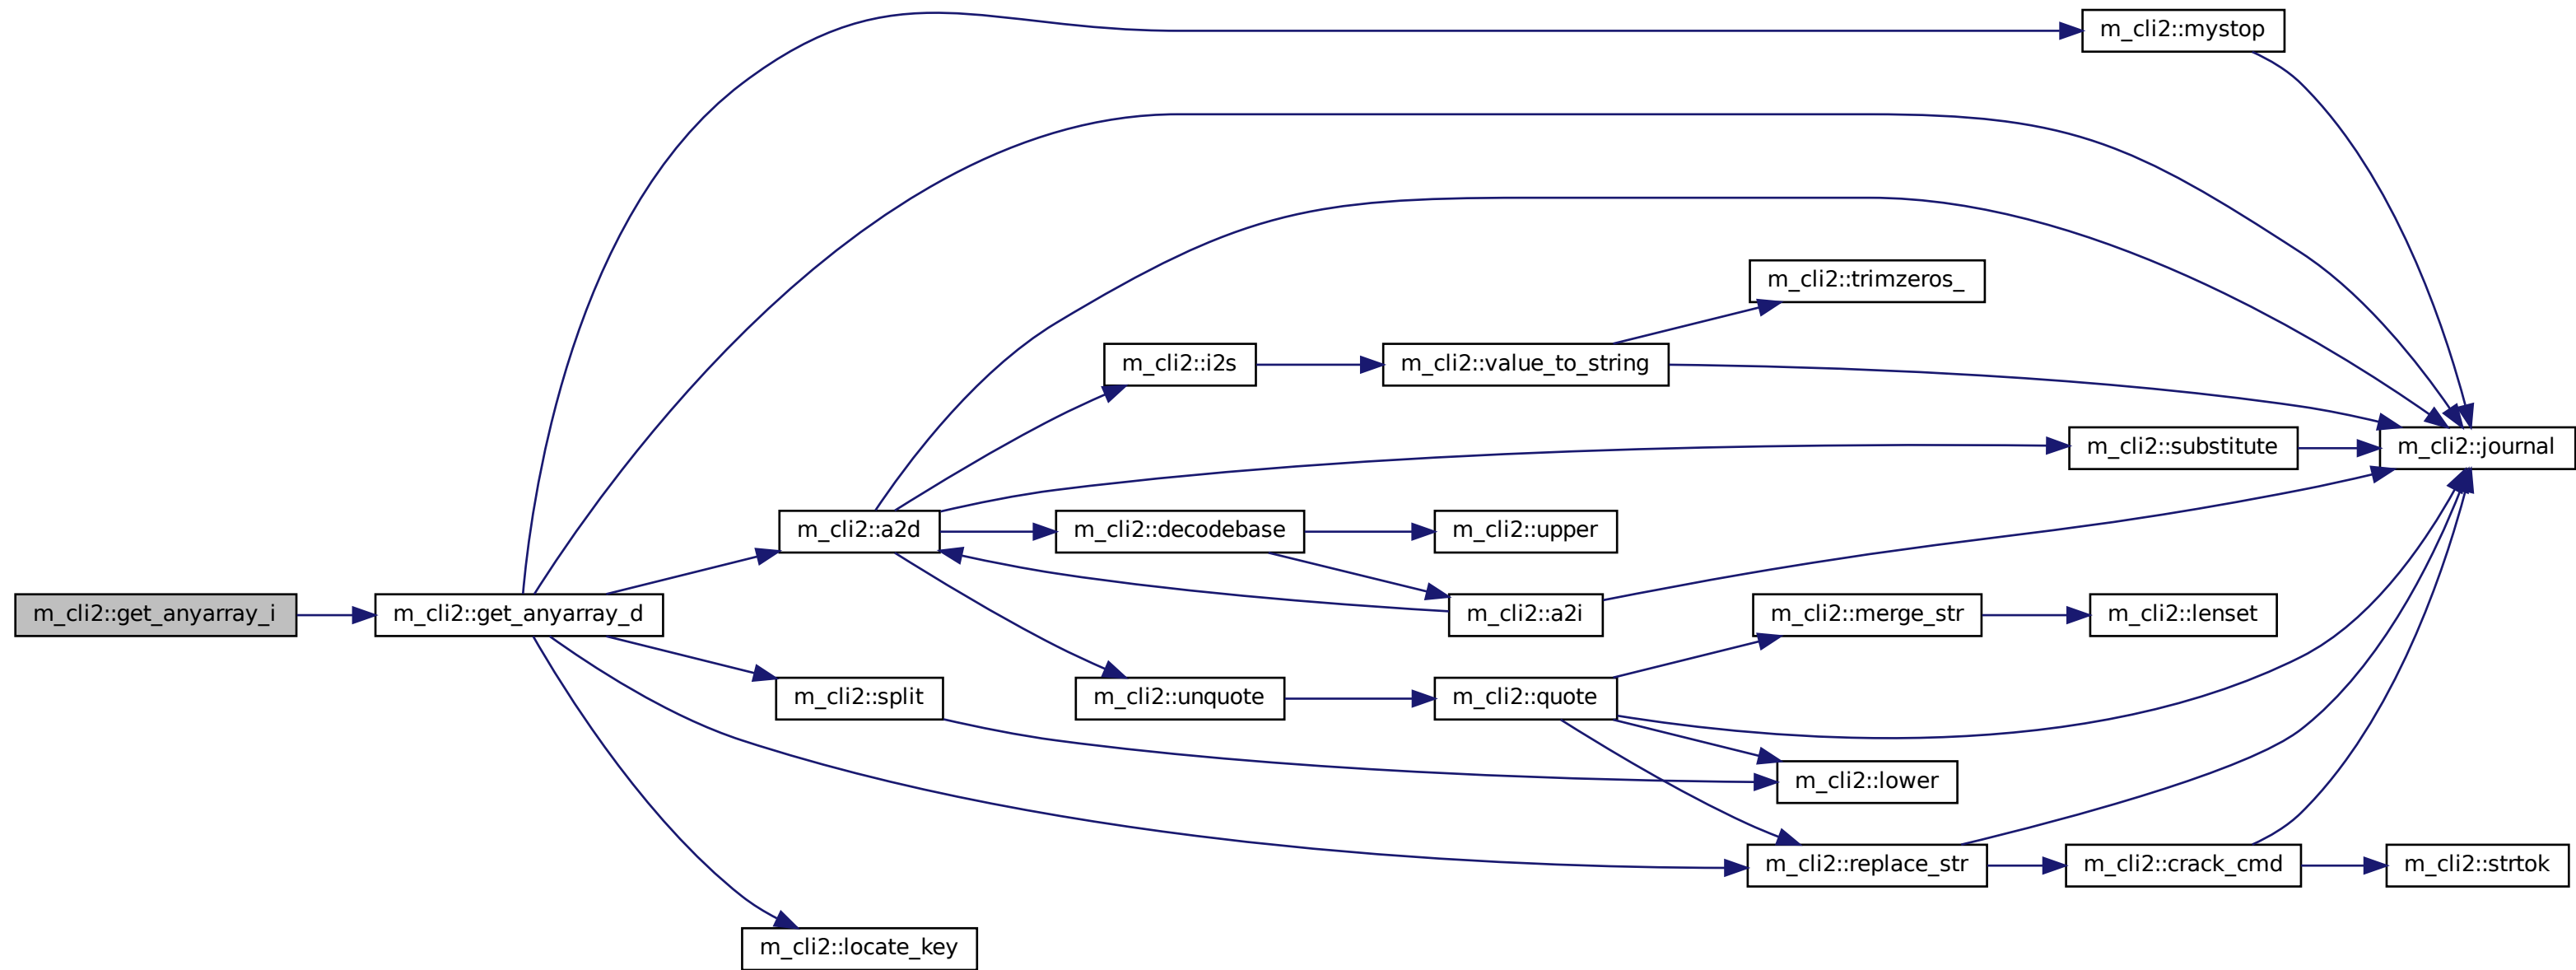 m_cli2::mystop
m_cli2::trimzeros_
m_cli2::i2s
m_cli2::value_to_string
m_cli2::substitute
m_cli2::journal
m_cli2::a2d
m_cli2::decodebase
m_cli2::upper
m_cli2::get_anyarray_i
m_cli2::get_anyarray_d
m_cli2::a2i
m_cli2::merge_str
m_cli2::lenset
m_cli2::split
m_cli2::unquote
m_cli2::quote
m_cli2::lower
m_cli2::replace_str
m_cli2::crack_cmd
m_cli2::strtok
m_cli2::locate_key